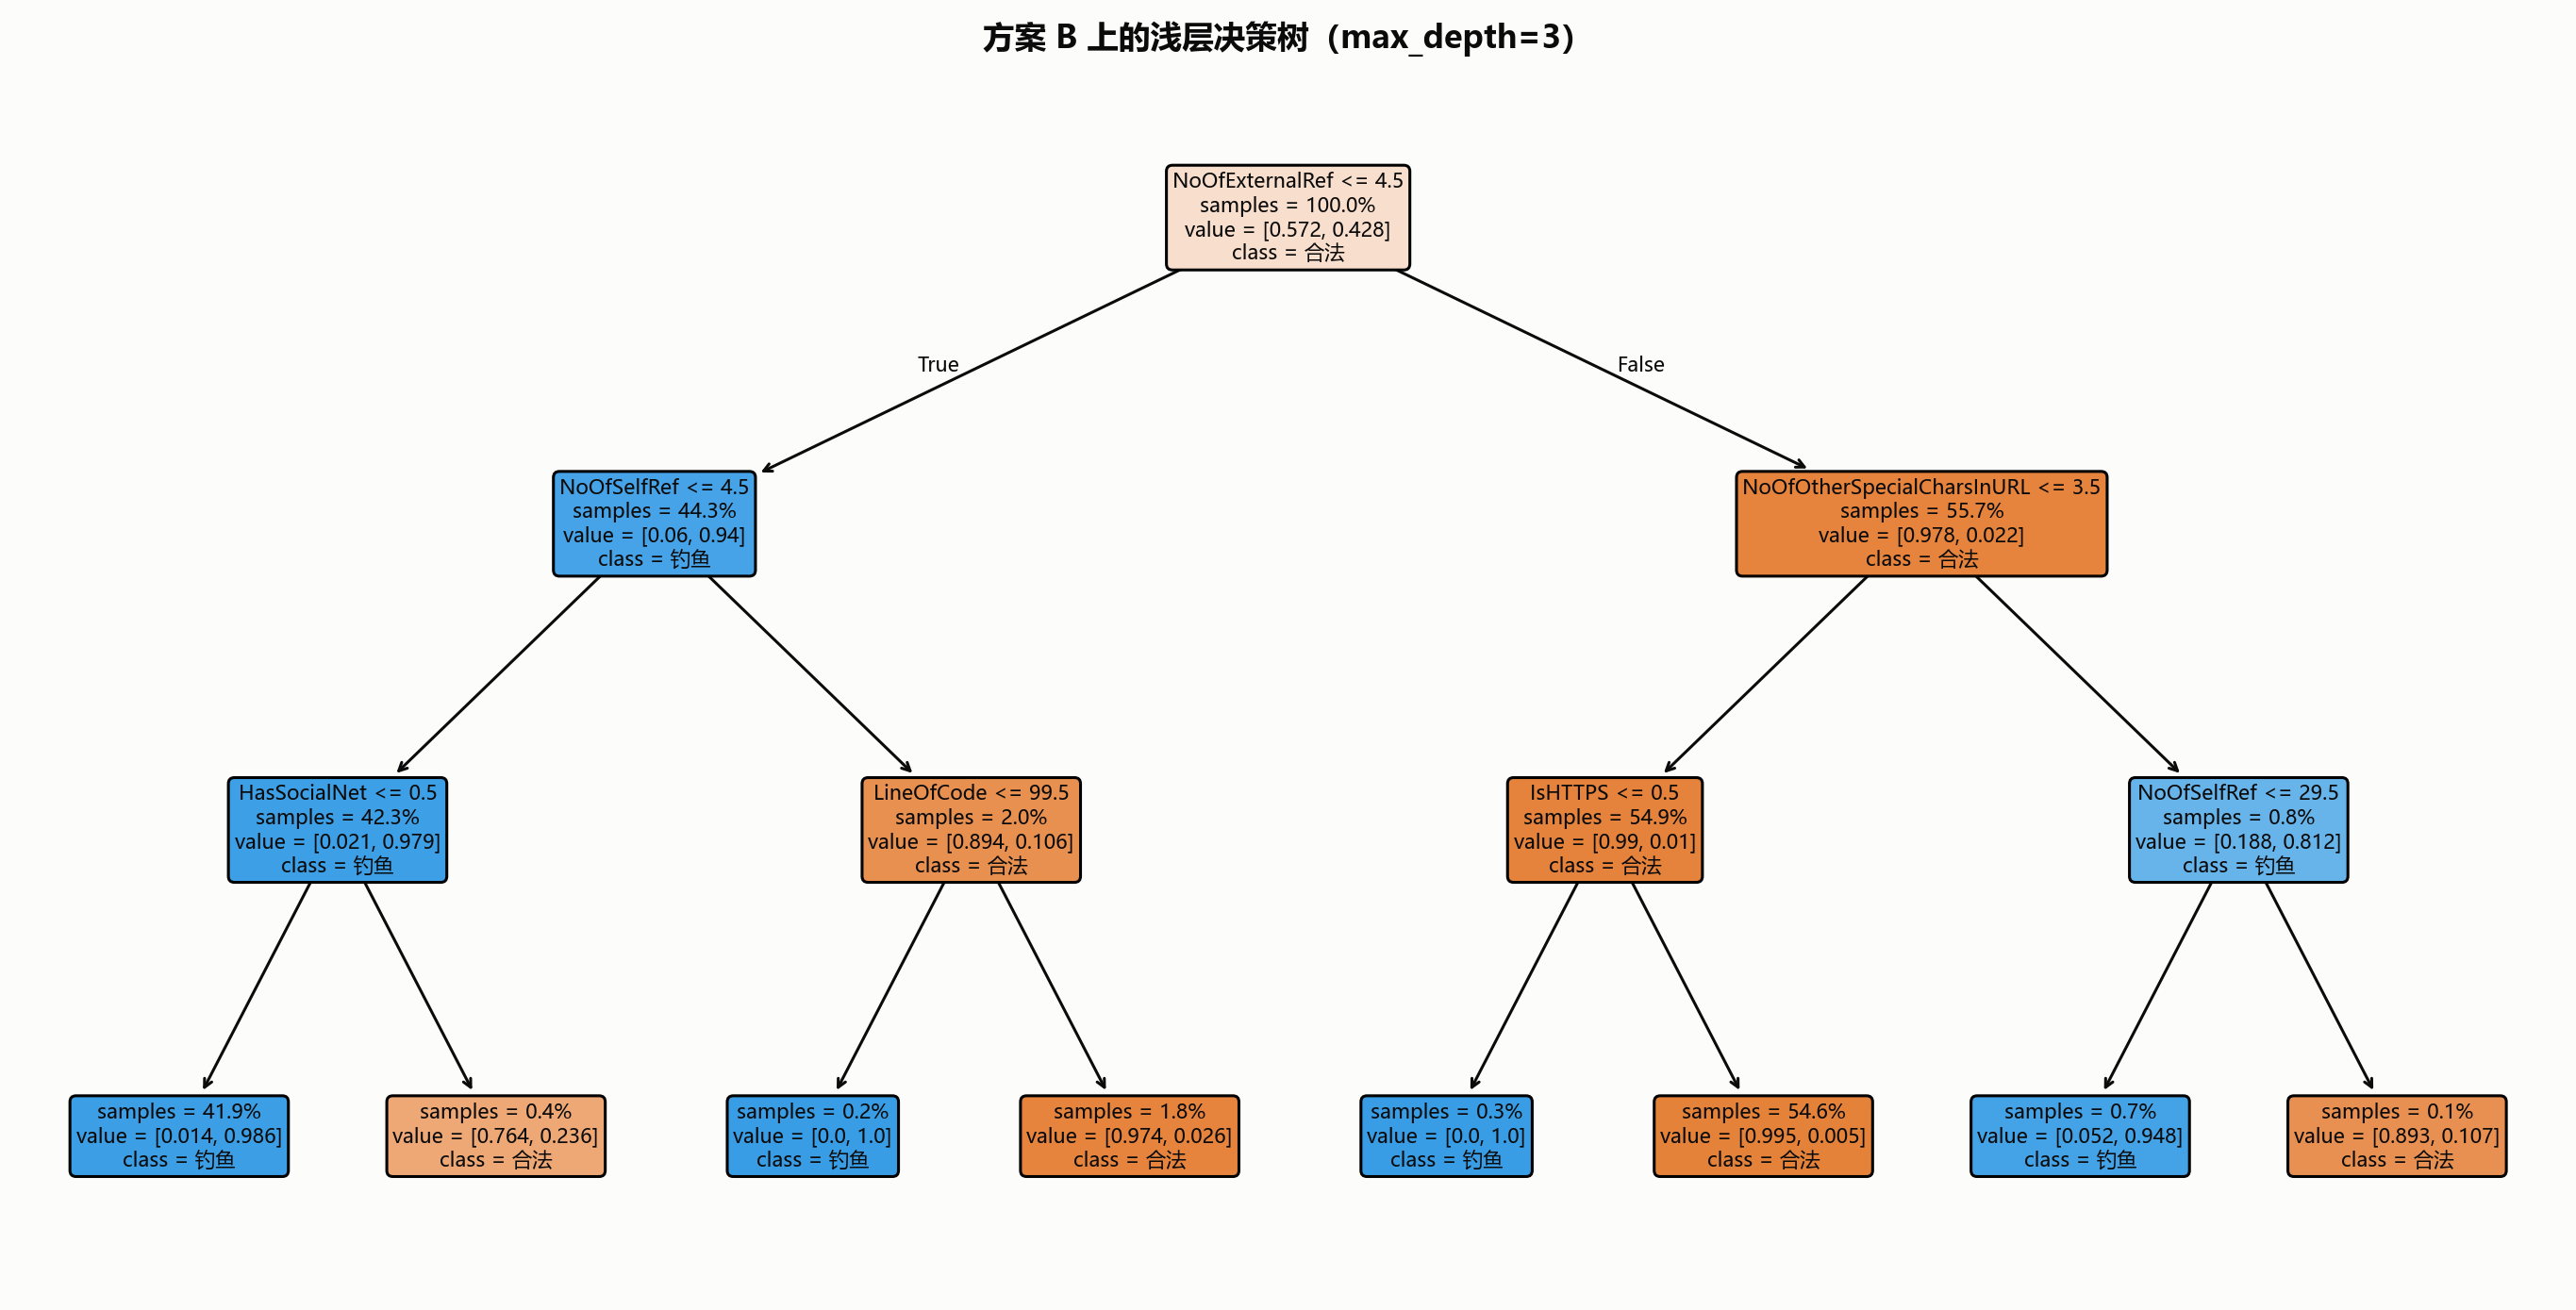 方案 B 上的浅层决策树（max_depth=3）
NoOfExternalRef <= 4.5
samples = 100.0%
value = [0.572, 0.428]
class = 合法
True
False
NoOfSelfRef <= 4.5
samples = 44.3%
value = [0.06, 0.94]
class = 钓鱼
NoOfOtherSpecialCharsInURL <= 3.5
samples = 55.7%
value = [0.978, 0.022]
class = 合法
HasSocialNet <= 0.5
samples = 42.3%
value = [0.021, 0.979]
class = 钓鱼
LineOfCode <= 99.5
samples = 2.0%
value = [0.894, 0.106]
class = 合法
IsHTTPS <= 0.5
samples = 54.9%
value = [0.99, 0.01]
class = 合法
NoOfSelfRef <= 29.5
samples = 0.8%
value = [0.188, 0.812]
class = 钓鱼
samples = 41.9%
value = [0.014, 0.986]
class = 钓鱼
samples = 0.4%
value = [0.764, 0.236]
class = 合法
samples = 0.2%
value = [0.0, 1.0]
class = 钓鱼
samples = 1.8%
value = [0.974, 0.026]
class = 合法
samples = 0.3%
value = [0.0, 1.0]
class = 钓鱼
samples = 54.6%
value = [0.995, 0.005]
class = 合法
samples = 0.7%
value = [0.052, 0.948]
class = 钓鱼
samples = 0.1%
value = [0.893, 0.107]
class = 合法